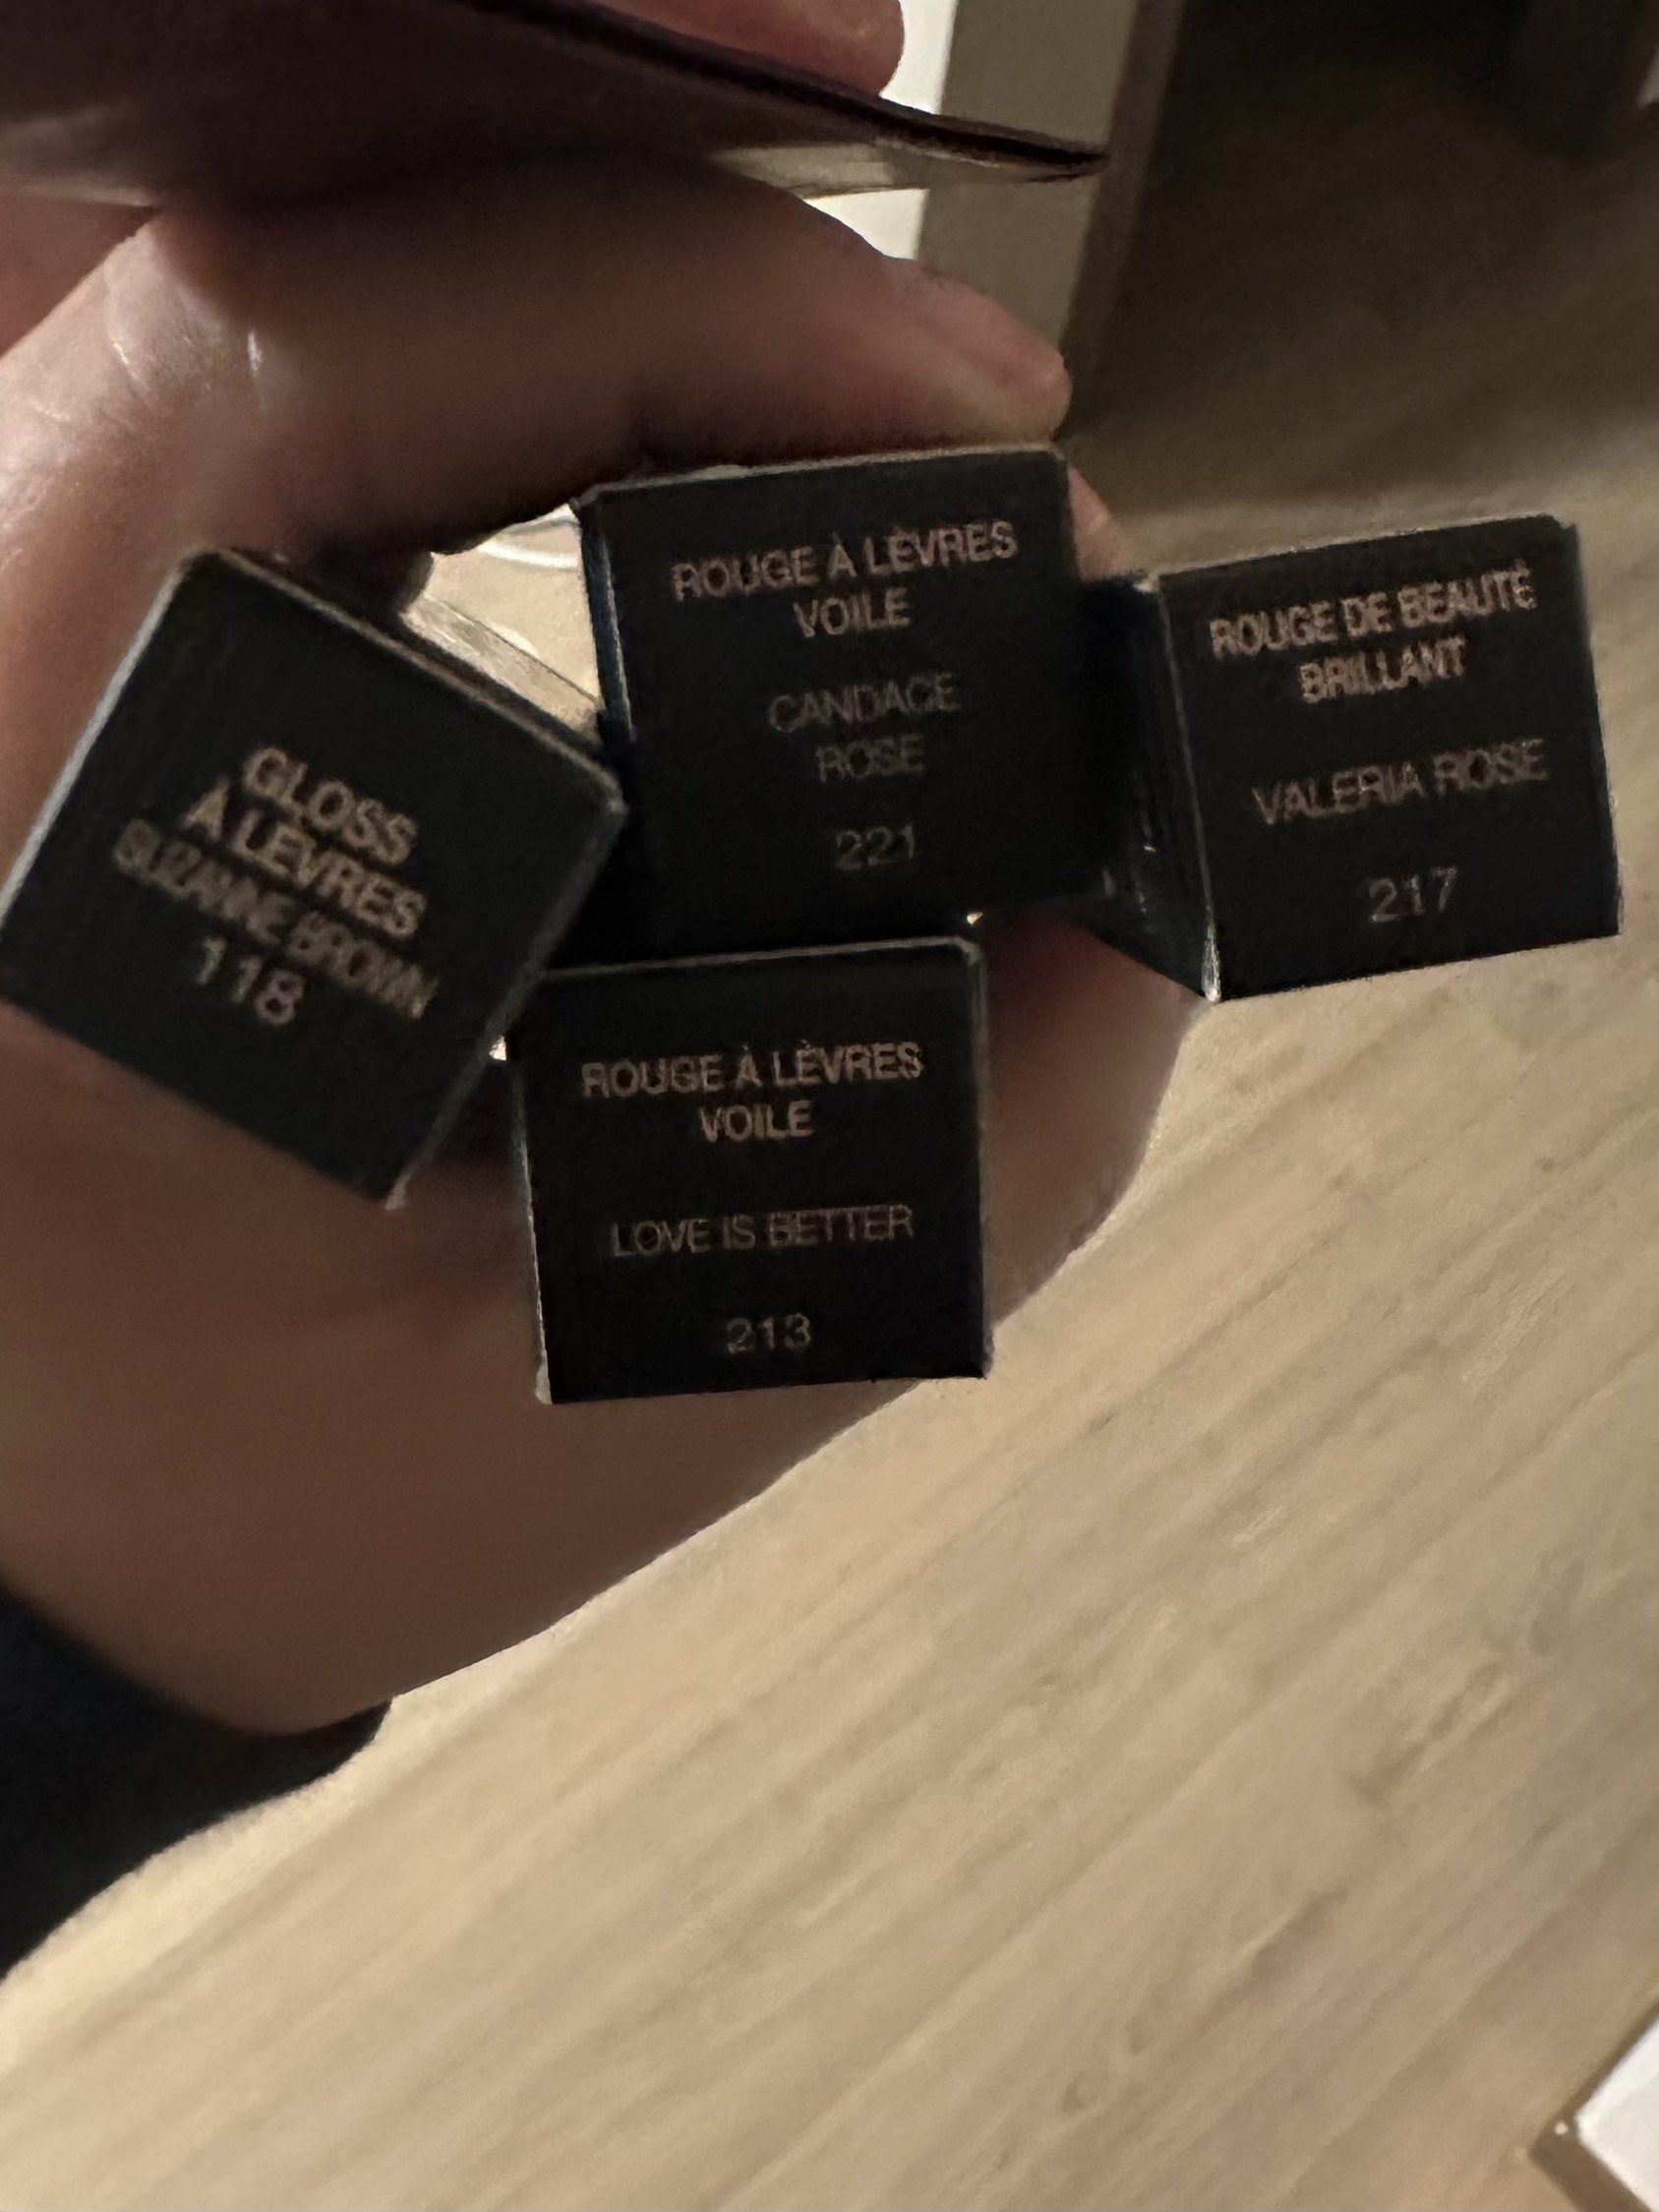 GLOSS
À LÈVRES
SUZANNE BROWN
118
ROUGE À LÈVRES
VOILE
CANDACE
ROSE
221
ROUGE DE BEAUTÉ
BRILLANT
VALERIA ROSE
217
ROUGE À LÈVRES
VOILE
LOVE IS BETTER
213